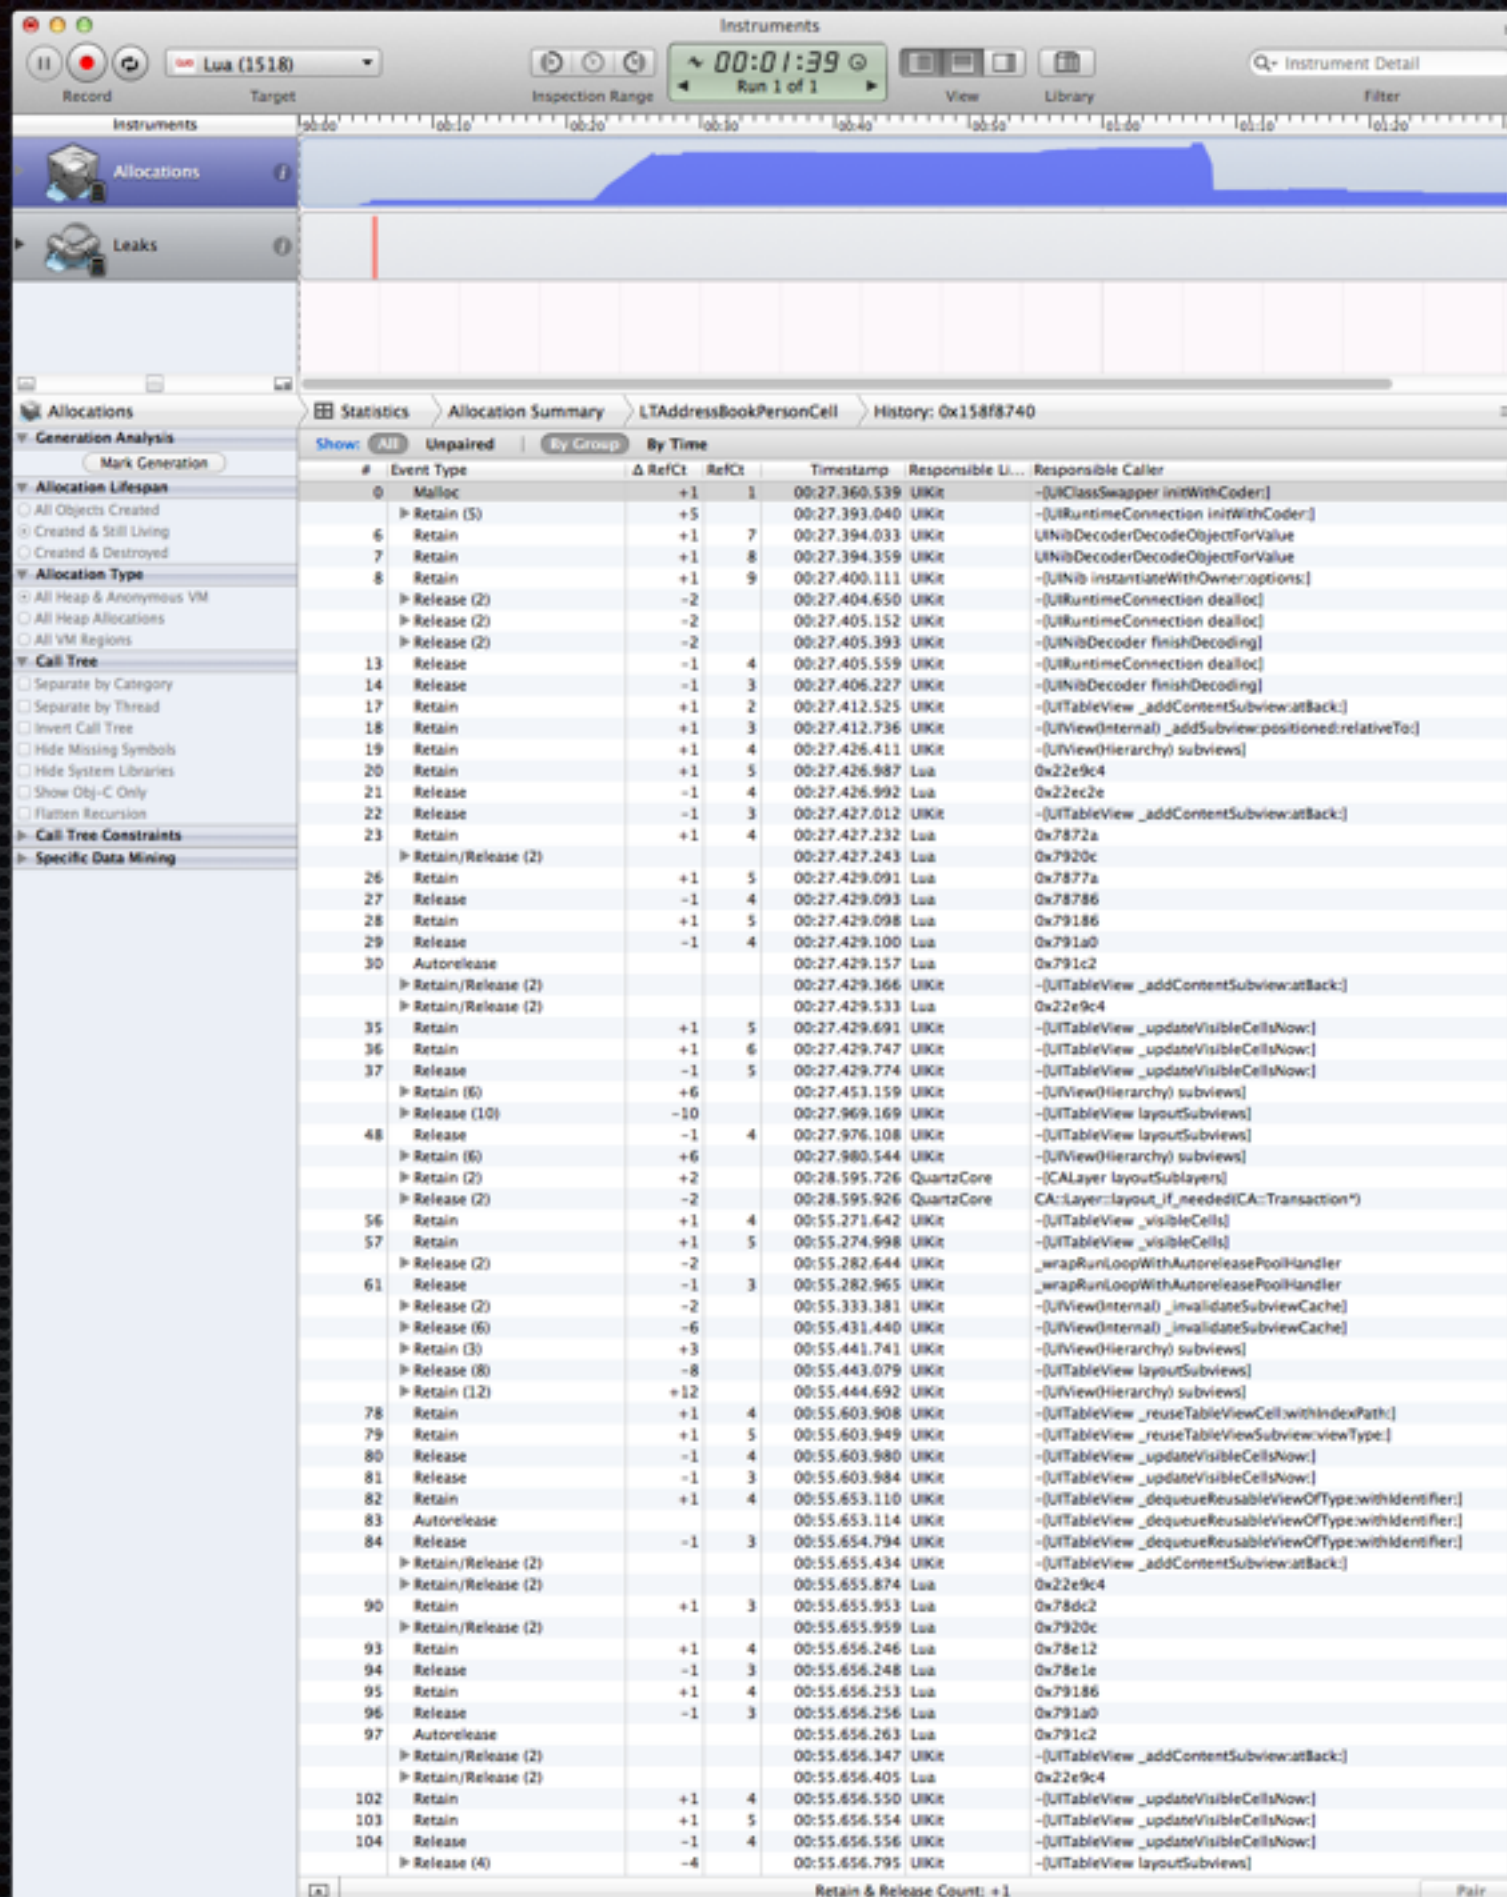 Instruments
Lua (1518)
00:01:39
Run 1 of 1
Instrument Detail
Record Target Inspection Range View Library Filter
Instruments 00:00 00:10 00:20 00:30 00:40 00:50 01:00 01:10 01:20
Allocations
Leaks
Allocations
Generation Analysis
Mark Generation
Allocation Lifespan
All Objects Created
Created & Still Living
Created & Destroyed
Allocation Type
All Heap & Anonymous VM
All Heap Allocations
All VM Regions
Call Tree
Separate by Category
Separate by Thread
Invert Call Tree
Hide Missing Symbols
Hide System Libraries
Show Obj-C Only
Flatten Recursion
Call Tree Constraints
Specific Data Mining
Statistics Allocation Summary LTAddressBookPersonCell History: 0x158f8740
Show: All Unpaired | By Group By Time
# Event Type Δ RefCt RefCt Timestamp Responsible Li... Responsible Caller
0 Malloc +1 1 00:27.360.539 UIKit -[UIClassSwapper initWithCoder:]
Retain (5) +5 00:27.393.040 UIKit -[UIRuntimeConnection initWithCoder:]
6 Retain +1 7 00:27.394.033 UIKit UINibDecoderDecodeObjectForValue
7 Retain +1 8 00:27.394.359 UIKit UINibDecoderDecodeObjectForValue
8 Retain +1 9 00:27.400.111 UIKit -[UINib instantiateWithOwner:options:]
Release (2) -2 00:27.404.650 UIKit -[UIRuntimeConnection dealloc]
Release (2) -2 00:27.405.152 UIKit -[UIRuntimeConnection dealloc]
Release (2) -2 00:27.405.393 UIKit -[UINibDecoder finishDecoding]
13 Release -1 4 00:27.405.559 UIKit -[UIRuntimeConnection dealloc]
14 Release -1 3 00:27.406.227 UIKit -[UINibDecoder finishDecoding]
17 Retain +1 2 00:27.412.525 UIKit -[UITableView _addContentSubview:atBack:]
18 Retain +1 3 00:27.412.736 UIKit -[UIView(Internal) _addSubview:positioned:relativeTo:]
19 Retain +1 4 00:27.426.411 UIKit -[UIView(Hierarchy) subviews]
20 Retain +1 5 00:27.426.987 Lua 0x22e9c4
21 Release -1 4 00:27.426.992 Lua 0x22ec2e
22 Release -1 3 00:27.427.012 UIKit -[UITableView _addContentSubview:atBack:]
23 Retain +1 4 00:27.427.232 Lua 0x7872a
Retain/Release (2) 00:27.427.243 Lua 0x7920c
26 Retain +1 5 00:27.429.091 Lua 0x7877a
27 Release -1 4 00:27.429.093 Lua 0x78786
28 Retain +1 5 00:27.429.098 Lua 0x79186
29 Release -1 4 00:27.429.100 Lua 0x791a0
30 Autorelease 00:27.429.157 Lua 0x791c2
Retain/Release (2) 00:27.429.366 UIKit -[UITableView _addContentSubview:atBack:]
Retain/Release (2) 00:27.429.533 Lua 0x22e9c4
35 Retain +1 5 00:27.429.691 UIKit -[UITableView _updateVisibleCellsNow:]
36 Retain +1 6 00:27.429.747 UIKit -[UITableView _updateVisibleCellsNow:]
37 Release -1 5 00:27.429.774 UIKit -[UITableView _updateVisibleCellsNow:]
Retain (6) +6 00:27.453.159 UIKit -[UIView(Hierarchy) subviews]
Release (10) -10 00:27.969.169 UIKit -[UITableView layoutSubviews]
48 Release -1 4 00:27.976.108 UIKit -[UITableView layoutSubviews]
Retain (6) +6 00:27.980.544 UIKit -[UIView(Hierarchy) subviews]
Retain (2) +2 00:28.595.726 QuartzCore -[CALayer layoutSublayers]
Release (2) -2 00:28.595.926 QuartzCore CA::Layer::layout_if_needed(CA::Transaction*)
56 Retain +1 4 00:55.271.642 UIKit -[UITableView _visibleCells]
57 Retain +1 5 00:55.274.998 UIKit -[UITableView _visibleCells]
Release (2) -2 00:55.282.644 UIKit _wrapRunLoopWithAutoreleasePoolHandler
61 Release -1 3 00:55.282.965 UIKit _wrapRunLoopWithAutoreleasePoolHandler
Release (2) -2 00:55.333.381 UIKit -[UIView(Internal) _invalidateSubviewCache]
Release (6) -6 00:55.431.440 UIKit -[UIView(Internal) _invalidateSubviewCache]
Retain (3) +3 00:55.441.741 UIKit -[UIView(Hierarchy) subviews]
Release (8) -8 00:55.443.079 UIKit -[UITableView layoutSubviews]
Retain (12) +12 00:55.444.692 UIKit -[UIView(Hierarchy) subviews]
78 Retain +1 4 00:55.603.908 UIKit -[UITableView _reuseTableViewCell:withIndexPath:]
79 Retain +1 5 00:55.603.949 UIKit -[UITableView _reuseTableViewSubview:viewType:]
80 Release -1 4 00:55.603.980 UIKit -[UITableView _updateVisibleCellsNow:]
81 Release -1 3 00:55.603.984 UIKit -[UITableView _updateVisibleCellsNow:]
82 Retain +1 4 00:55.653.110 UIKit -[UITableView _dequeueReusableViewOfType:withIdentifier:]
83 Autorelease 00:55.653.114 UIKit -[UITableView _dequeueReusableViewOfType:withIdentifier:]
84 Release -1 3 00:55.654.794 UIKit -[UITableView _dequeueReusableViewOfType:withIdentifier:]
Retain/Release (2) 00:55.655.434 UIKit -[UITableView _addContentSubview:atBack:]
Retain/Release (2) 00:55.655.874 Lua 0x22e9c4
90 Retain +1 3 00:55.655.953 Lua 0x78dc2
Retain/Release (2) 00:55.655.959 Lua 0x7920c
93 Retain +1 4 00:55.656.246 Lua 0x78e12
94 Release -1 3 00:55.656.248 Lua 0x78e1e
95 Retain +1 4 00:55.656.253 Lua 0x79186
96 Release -1 3 00:55.656.256 Lua 0x791a0
97 Autorelease 00:55.656.263 Lua 0x791c2
Retain/Release (2) 00:55.656.347 UIKit -[UITableView _addContentSubview:atBack:]
Retain/Release (2) 00:55.656.405 Lua 0x22e9c4
102 Retain +1 4 00:55.656.550 UIKit -[UITableView _updateVisibleCellsNow:]
103 Retain +1 5 00:55.656.554 UIKit -[UITableView _updateVisibleCellsNow:]
104 Release -1 4 00:55.656.556 UIKit -[UITableView _updateVisibleCellsNow:]
Release (4) -4 00:55.656.795 UIKit -[UITableView layoutSubviews]
Retain & Release Count: +1 Pair